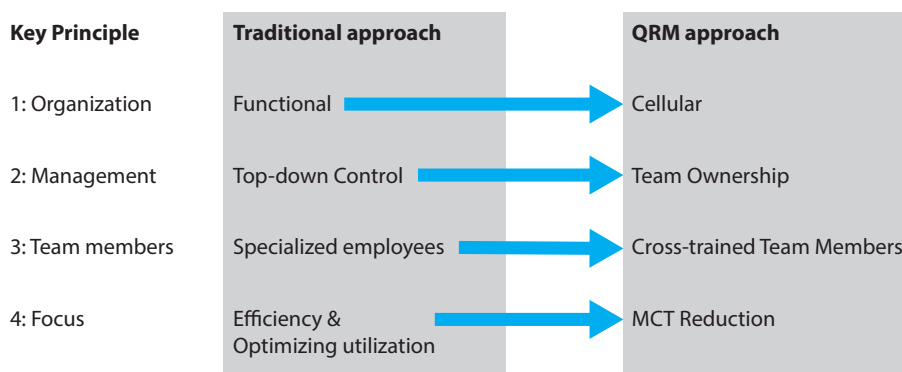 Key Principle Traditional approach QRM approach
1: Organization Functional Cellular
2: Management Top-down Control Team Ownership
3: Team members Specialized employees Cross-trained Team Members
4: Focus Efficiency & MCT Reduction
Optimizing utilization